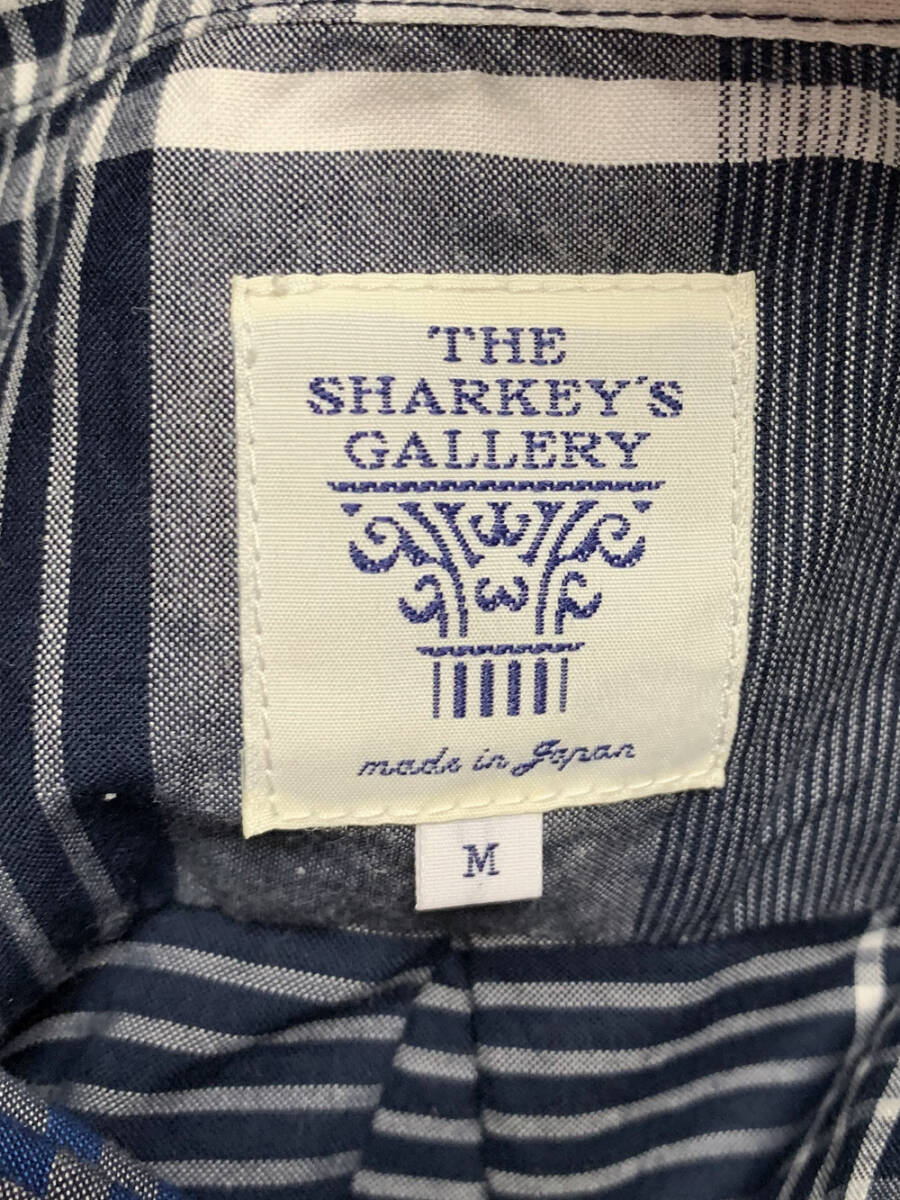 THE
SHARKEY'S
GALLERY
made in Japan
M